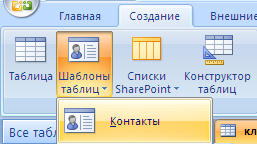 Главная Создание Внешние
Таблица Шаблоны таблиц Списки SharePoint Конструктор таблиц
Контакты
Все табл
кл